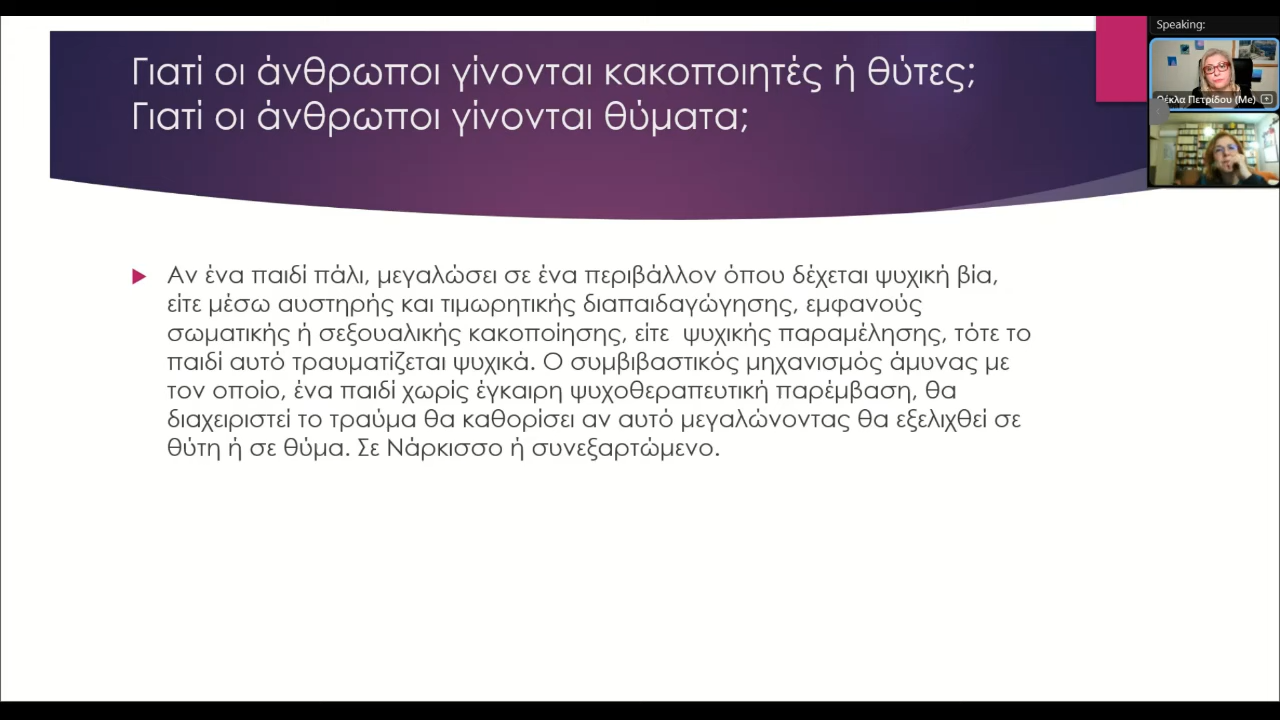 Γιατί οι άνθρωποι γίνονται κακοποιητές ή θύτες;
Γιατί οι άνθρωποι γίνονται θύματα;
Αν ένα παιδί πάλι, μεγαλώσει σε ένα περιβάλλον όπου δέχεται ψυχική βία,
είτε μέσω αυστηρής και τιμωρητικής διαπαιδαγώγησης, εμφανούς
σωματικής ή σεξουαλικής κακοποίησης, είτε ψυχικής παραμέλησης, τότε το
παιδί αυτό τραυματίζεται ψυχικά. Ο συμβιβαστικός μηχανισμός άμυνας με
τον οποίο, ένα παιδί χωρίς έγκαιρη ψυχοθεραπευτική παρέμβαση, θα
διαχειριστεί το τραύμα θα καθορίσει αν αυτό μεγαλώνοντας θα εξελιχθεί σε
θύτη ή σε θύμα. Σε Νάρκισσο ή συνεξαρτώμενο.
Speaking:
Πετρίδου (Me)